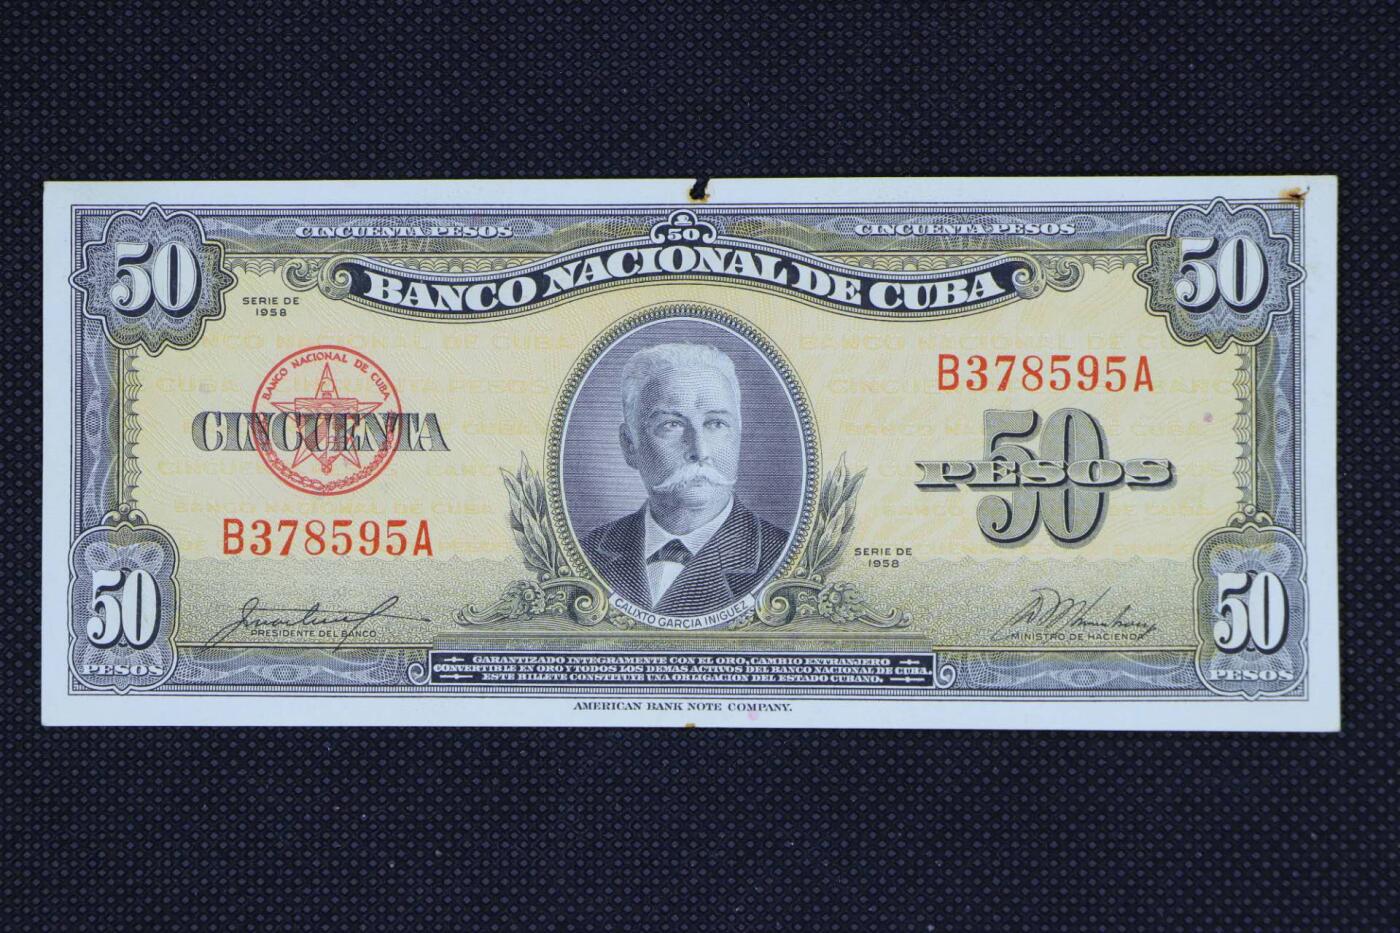 CINCUENTA PESOS
50
CINCUENTA PESOS
50
50
BANCO NACIONAL DE CUBA
SERIE DE
1958
BANCO NACIONAL DE CUBA
CINCUENTA
B378595A
50
PESOS
B378595A
SERIE DE
1958
CALIXTO GARCIA IÑIGUEZ
PRESIDENTE DEL BANCO
MINISTRO DE HACIENDA
50
PESOS
50
PESOS
GARANTIZADO INTEGRAMENTE CON EL ORO, CAMBIO EXTRANJERO
CONVERTIBLE EN ORO Y TODOS LOS DEMAS ACTIVOS DEL BANCO NACIONAL DE CUBA.
ESTE BILLETE CONSTITUYE UNA OBLIGACION DEL ESTADO CUBANO.
AMERICAN BANK NOTE COMPANY.